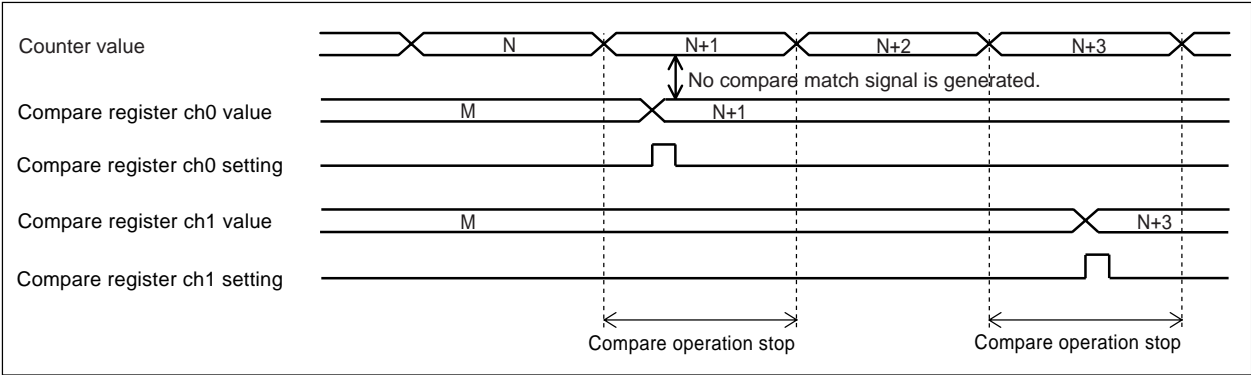 Counter value N N+1 N+2 N+3
No compare match signal is generated.
Compare register ch0 value M N+1
Compare register ch0 setting
Compare register ch1 value M N+3
Compare register ch1 setting
Compare operation stop Compare operation stop